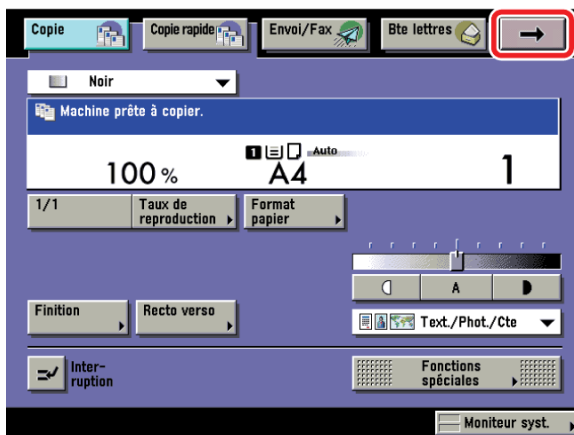 Copie
Copie rapide
Envoi/Fax
Bte lettres
Noir
Machine prête à copier.
100 %
1
Auto
A4
1
1/1
Taux de
reproduction
Format
papier
A
Finition
Recto verso
Text./Phot./Cte
Inter-
ruption
Fonctions
spéciales
Moniteur syst.